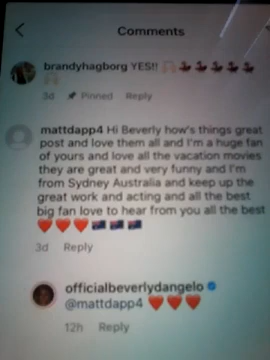 Comments
brandyhagborg YES!! 🙌🏻🦆🦆🦆🦆🦆
🙌🏻
3d 📌 Pinned Reply
mattdapp4 Hi Beverly how's things great
post and love them all and I'm a huge fan
of yours and love all the vacation movies
they are great and very funny and I'm
from Sydney Australia and keep up the
great work and acting and all the best
big fan love to hear from you all the best
❤️❤️❤️🇦🇺🇦🇺🇦🇺
3d Reply
officialbeverlydangelo
@mattdapp4 ❤️❤️❤️
12h Reply